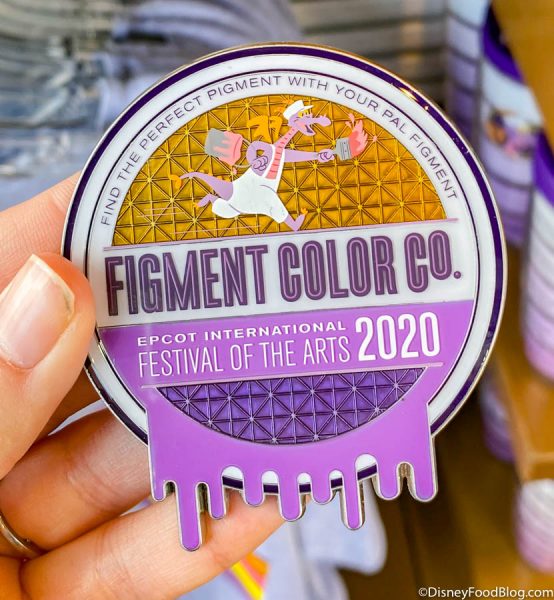 FIND THE PERFECT PIGMENT WITH YOUR PAL FIGMENT
FIGMENT COLOR CO.
EPCOT INTERNATIONAL
FESTIVAL OF THE ARTS 2020
©DisneyFoodBlog.com